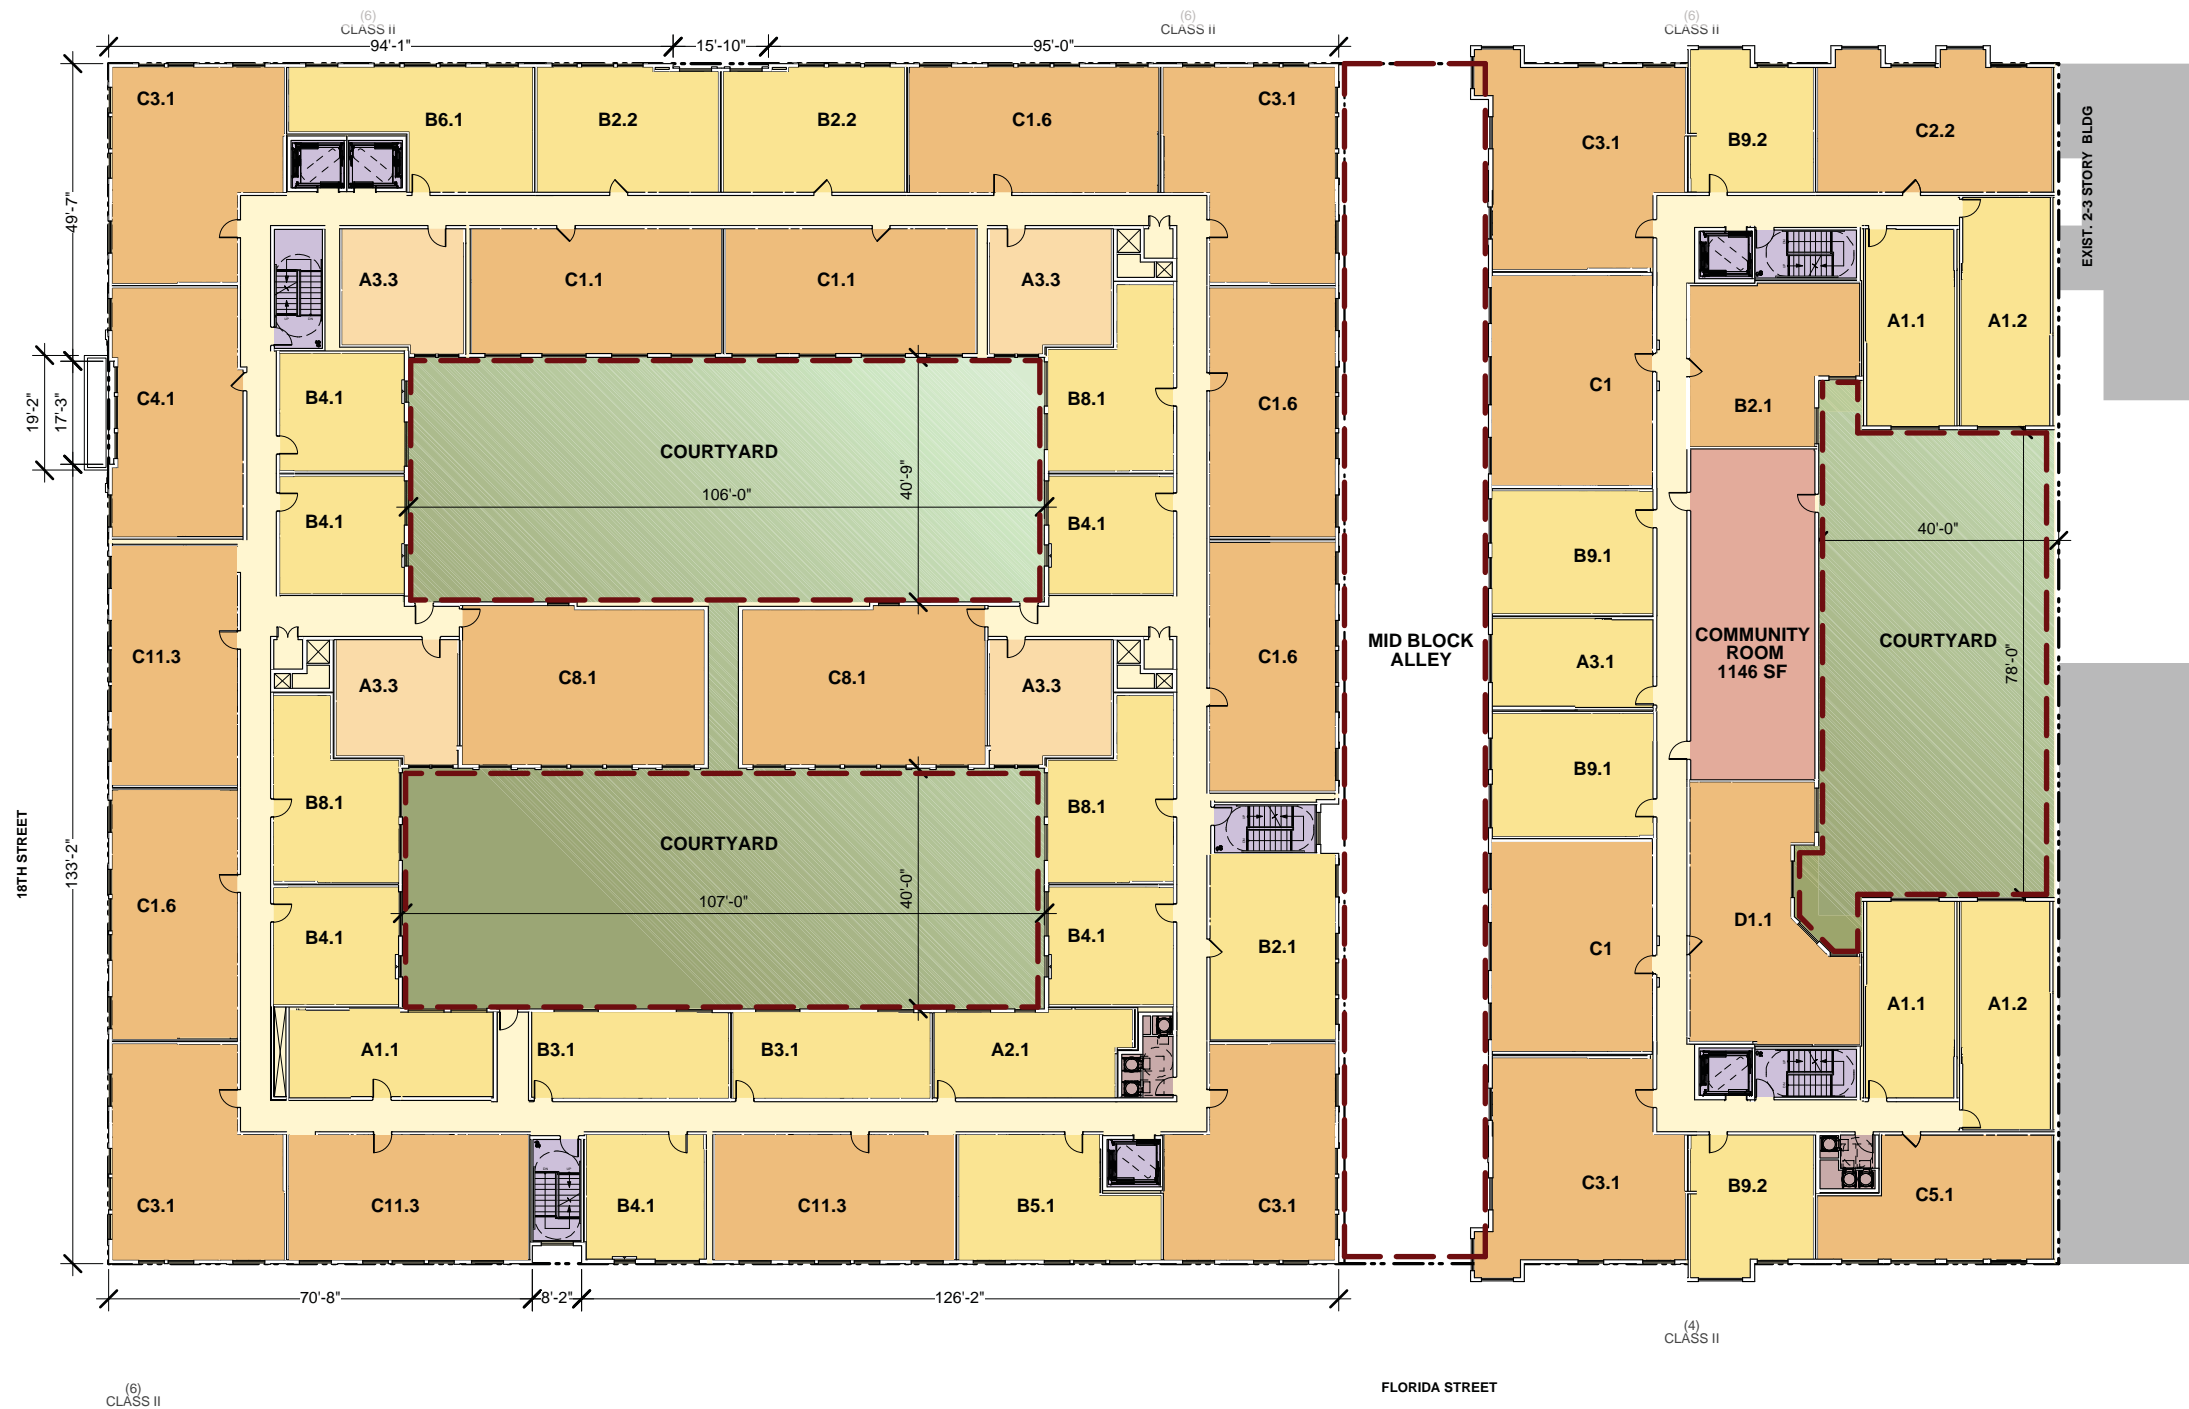 (6)
CLASS II
(6)
CLASS II
(6)
CLASS II
94'-1"
15'-10"
95'-0"
C3.1
B6.1
B2.2
B2.2
C1.6
C3.1
C3.1
B9.2
C2.2
EXIST. 2-3 STORY BLDG
49'-7"
A3.3
C1.1
C1.1
A3.3
A1.1
A1.2
19'-2"
17'-3"
C4.1
B4.1
COURTYARD
40'-9"
106'-0"
B8.1
C1.6
C1
B2.1
B4.1
B4.1
B9.1
40'-0"
C11.3
A3.3
C8.1
C8.1
A3.3
C1.6
MID BLOCK
ALLEY
A3.1
COMMUNITY
ROOM
1146 SF
COURTYARD
78'-0"
18TH STREET
133'-2"
B8.1
COURTYARD
40'-0"
107'-0"
B8.1
B9.1
C1.6
B4.1
B4.1
B2.1
C1
D1.1
A1.1
B3.1
B3.1
A2.1
A1.1
A1.2
C3.1
C11.3
B4.1
C11.3
B5.1
C3.1
C3.1
B9.2
C5.1
70'-8"
8'-2"
126'-2"
(4)
CLASS II
(6)
CLASS II
FLORIDA STREET